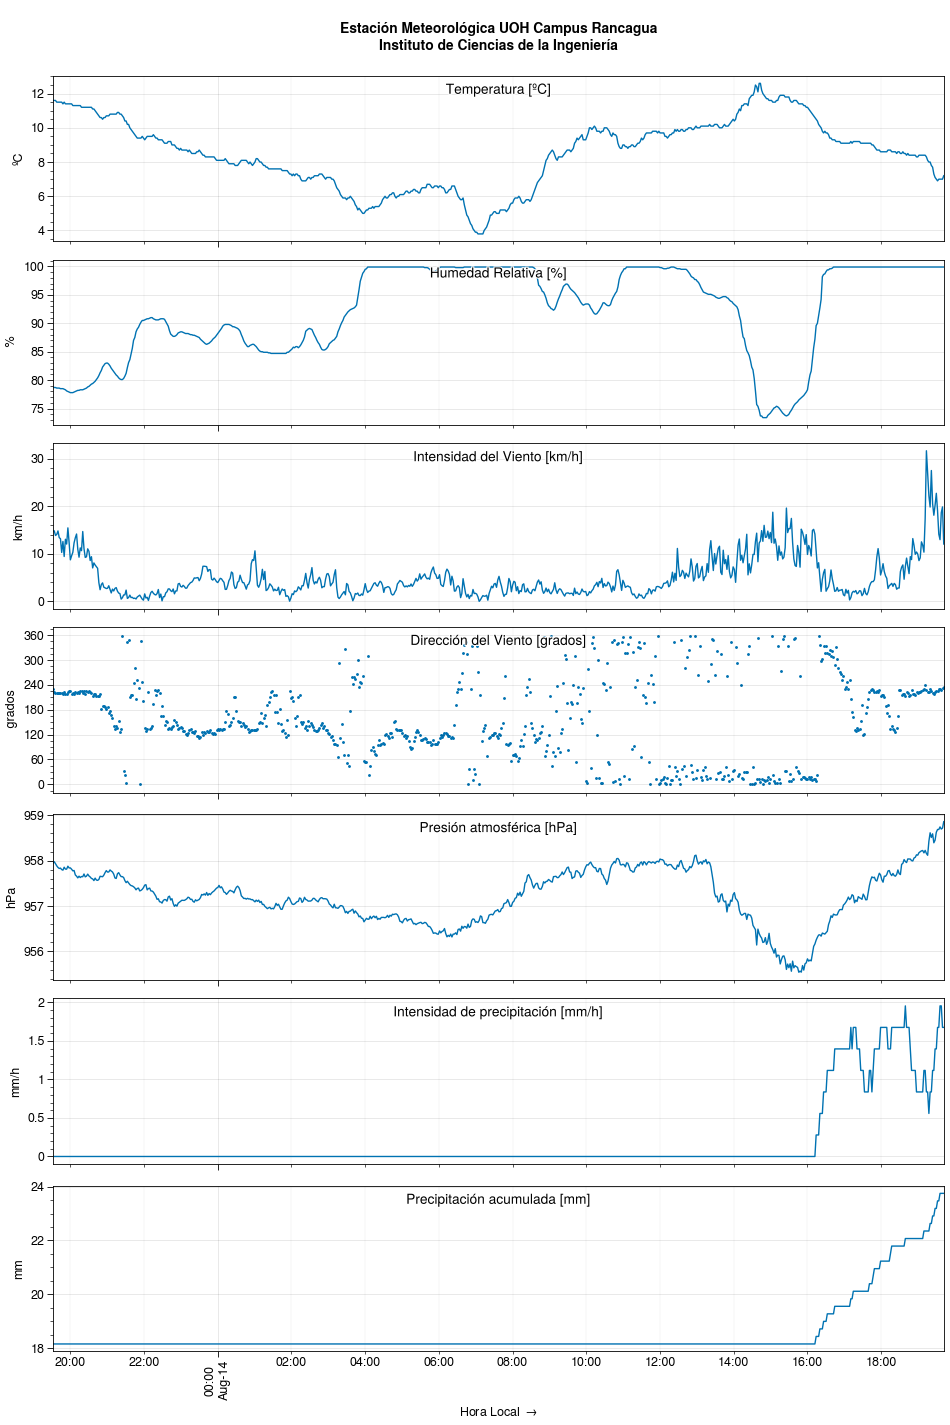 Estación Meteorológica UOH Campus Rancagua
Instituto de Ciencias de la Ingeniería
Temperatura [ºC]
ºC
12
10
8
6
4
Humedad Relativa [%]
%
100
95
90
85
80
75
Intensidad del Viento [km/h]
km/h
30
20
10
0
Dirección del Viento [grados]
grados
360
300
240
180
120
60
0
Presión atmosférica [hPa]
hPa
959
958
957
956
Intensidad de precipitación [mm/h]
mm/h
2
1.5
1
0.5
0
Precipitación acumulada [mm]
mm
24
22
20
18
20:00 22:00 00:00 02:00 04:00 06:00 08:00 10:00 12:00 14:00 16:00 18:00
Aug-14
Hora Local →